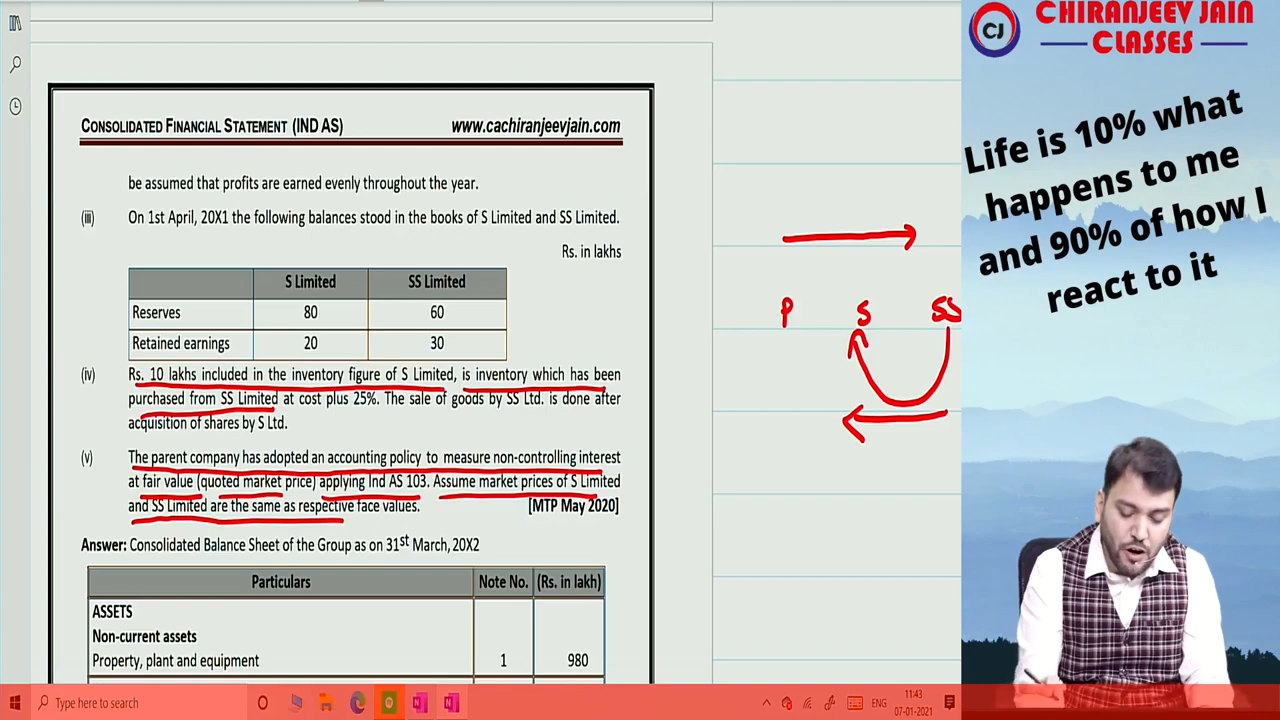 CONSOLIDATED FINANCIAL STATEMENT (IND AS) www.cachiranjeevjain.com
be assumed that profits are earned evenly throughout the year.
(iii) On 1st April, 20X1 the following balances stood in the books of S Limited and SS Limited.
Rs. in lakhs
S Limited SS Limited
Reserves 80 60
Retained earnings 20 30
(iv) Rs. 10 lakhs included in the inventory figure of S Limited, is inventory which has been
purchased from SS Limited at cost plus 25%. The sale of goods by SS Ltd. is done after
acquisition of shares by S Ltd.
(v) The parent company has adopted an accounting policy to measure non-controlling interest
at fair value (quoted market price) applying Ind AS 103. Assume market prices of S Limited
and SS Limited are the same as respective face values. [MTP May 2020]
Answer: Consolidated Balance Sheet of the Group as on 31st March, 20X2
Particulars Note No. (Rs. in lakh)
ASSETS
Non-current assets
Property, plant and equipment 1 980
P S SS
CJ
CHIRANJEEV JAIN
CLASSES
Life is 10% what
happens to me
and 90% of how I
react to it
Type here to search
ENG
11:43
07-01-2021